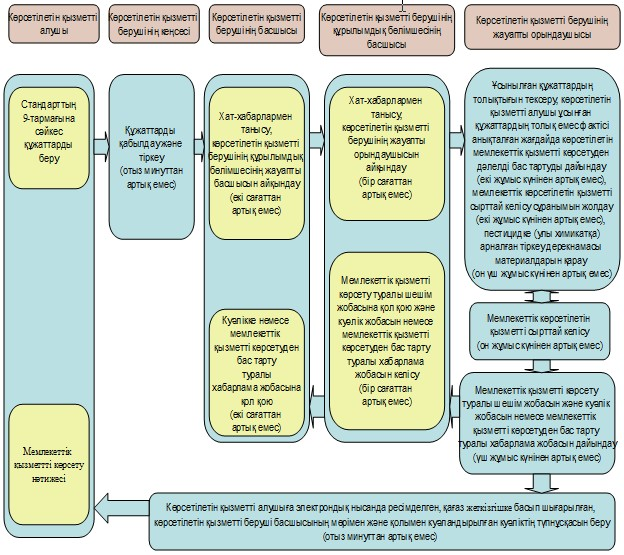 Көрсетілетін қызметті
алушы
Көрсетілетін қызметті
берушінің кеңсесі
Көрсетілетін қызметті
берушінің басшысы
Көрсетілетін қызметті берушінің
құрылымдық бөлімшесінің
басшысы
Көрсетілетін қызметті берушінің
жауапты орындаушысы
Стандарттың
9-тармағына
сәйкес
құжаттарды
беру
Құжаттарды
қабылдаужәне
тіркеу
(отыз минуттан
артық емес)
Хат-хабарлармен
танысу,
көрсетілетін қызметті
берушінің құрылымдық
бөлімшесінің жауапты
басшысын айқындау
(екі сағаттан
артық емес)
Хат-хабарлармен
танысу,
көрсетілетін қызметті
берушінің жауапты
орындаушысын
айқындау
(бір сағаттан
артық емес)
Ұсынылған құжаттардың
толықтығын тексеру, көрсетілетін
қызметті алушы ұсынған
құжаттардың толық емес фактісі
анықталған жағдайда көрсетілетін
мемлекеттік қызметті көрсетуден
дәлелді бас тартуды дайындау
(екі жұмыс күнінен артық емес),
мемлекеттік көрсетілетін қызметті
сырттай келісу сұранымын жолдау
(екі жұмыс күнінен артық емес),
пестицидке (улы химикатқа)
арналған тіркеу дерекнамасы
материалдарын қарау
(он үш жұмыс күнінен артық емес)
Мемлекеттік көрсетілетін
қызметті сырттай келісу
(он жұмыс күнінен артық емес)
Мемлекеттік қызметті көрсету
туралы шешім жобасын және куәлік
жобасын немесе мемлекеттік
қызметті көрсетуден бас тарту
туралы хабарлама жобасын дайындау
(үш жұмыс күнінен артық емес)
Мемлекеттік қызметті
көрсету туралы шешім
жобасына қол қою және
куәлік жобасын немесе
мемлекеттік қызметті
көрсетуден бас тарту
туралы хабарлама
жобасын келісу
(бір сағаттан
артық емес)
Куәлікке немесе
мемлекеттік
қызметті көрсетуден
бас тарту
туралы
хабарлама жобасына
қол қою
(екі сағаттан
артық емес)
Мемлекеттік
қызметтті көрсету
нәтижесі
Көрсетілетін қызметті алушыға электрондық нысанда ресімделген, қағаз жеткізгішке басып шығарылған,
көрсетілетін қызметті беруші басшысының мөрімен және қолымен куәландырылған куәліктің түпнұсқасын беру
(отыз минуттан артық емес)